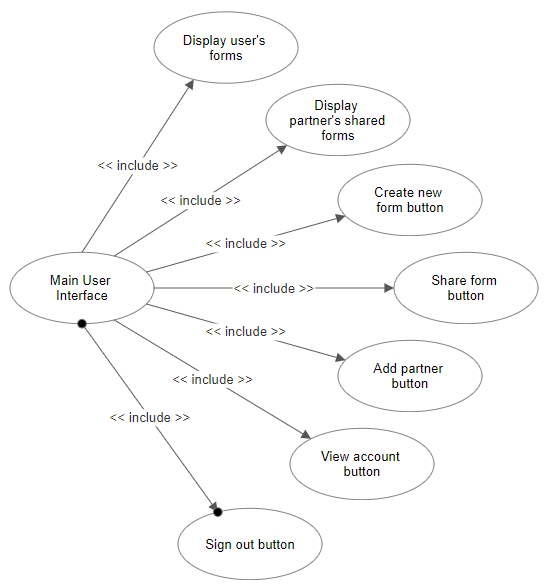 Display user's
forms
Display
partner's shared
forms
<< include >>
<< include >>
Create new
form button
<< include >>
Main User
Interface
<< include >>
Share form
button
<< include >>
Add partner
button
<< include >>
<< include >>
View account
button
Sign out button